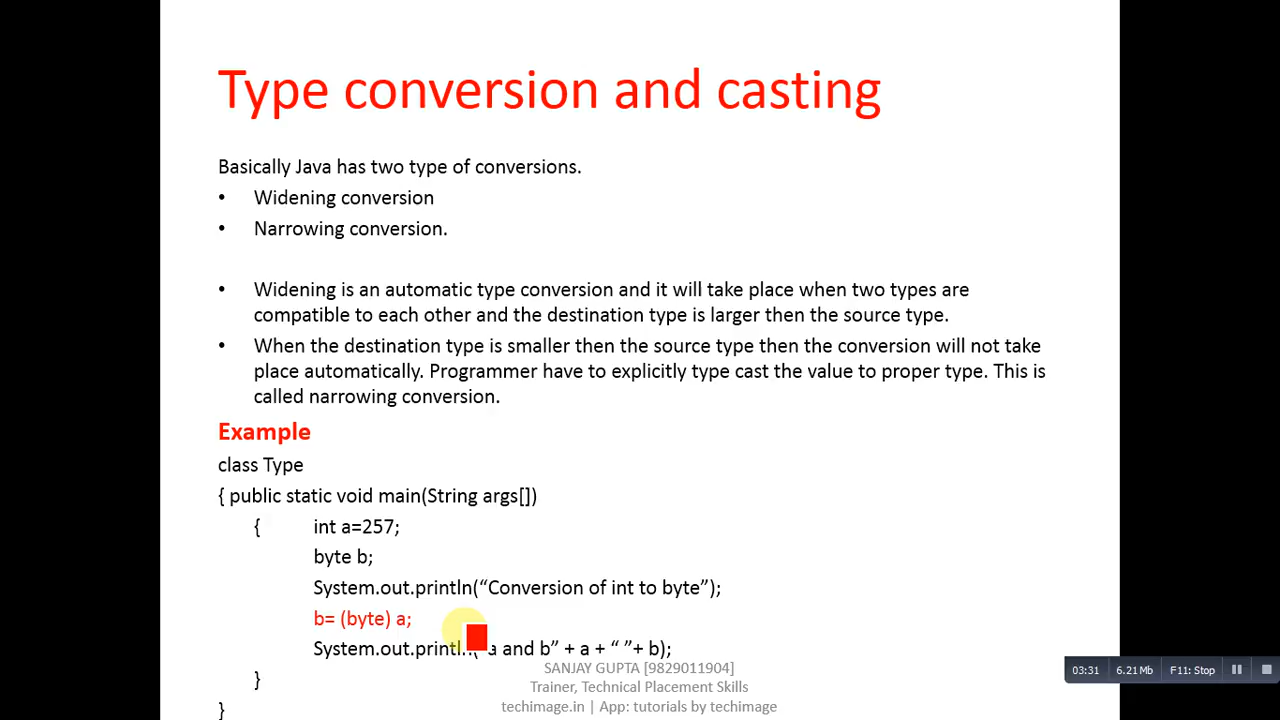 Type conversion and casting
Basically Java has two type of conversions.
• Widening conversion
• Narrowing conversion.
• Widening is an automatic type conversion and it will take place when two types are
compatible to each other and the destination type is larger then the source type.
• When the destination type is smaller then the source type then the conversion will not take
place automatically. Programmer have to explicitly type cast the value to proper type. This is
called narrowing conversion.
Example
class Type
{ public static void main(String args[])
{ int a=257;
byte b;
System.out.println(“Conversion of int to byte”);
b= (byte) a;
System.out.println(“a and b” + a + “ ”+ b);
}
SANJAY GUPTA [9829011904]
Trainer, Technical Placement Skills
techimage.in | App: tutorials by techimage
}
03:31 6.21 Mb F11: Stop